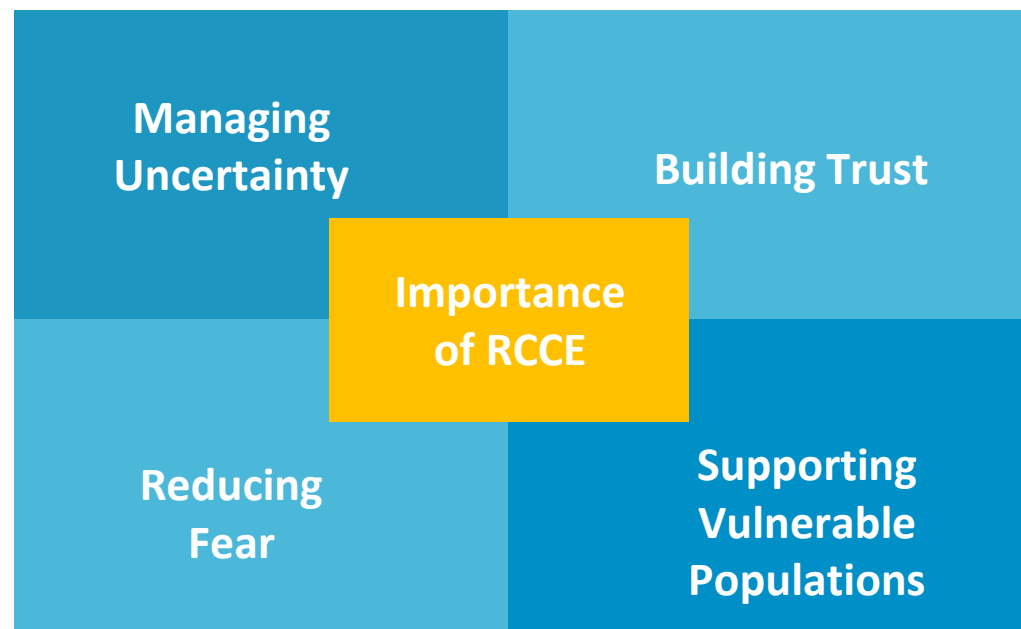 Managing
Uncertainty
Building Trust
Importance
of RCCE
Reducing
Fear
Supporting
Vulnerable
Populations